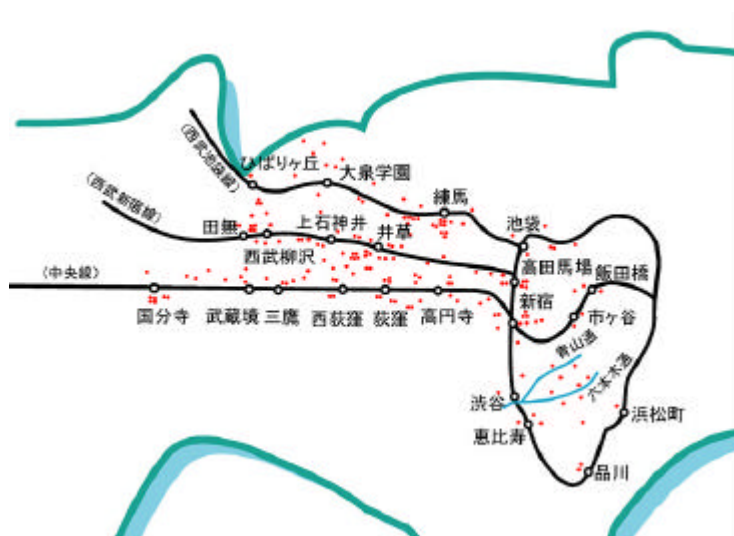 ひばりヶ丘
(西武池袋線)
大泉学園
(西武新宿線)
練馬
田無
上石神井
井草
池袋
西武柳沢
高田馬場
飯田橋
(中央線)
新宿
国分寺
武蔵境
三鷹
西荻窪
荻窪
高円寺
市ヶ谷
青山通
六本木通
渋谷
浜松町
恵比寿
品川